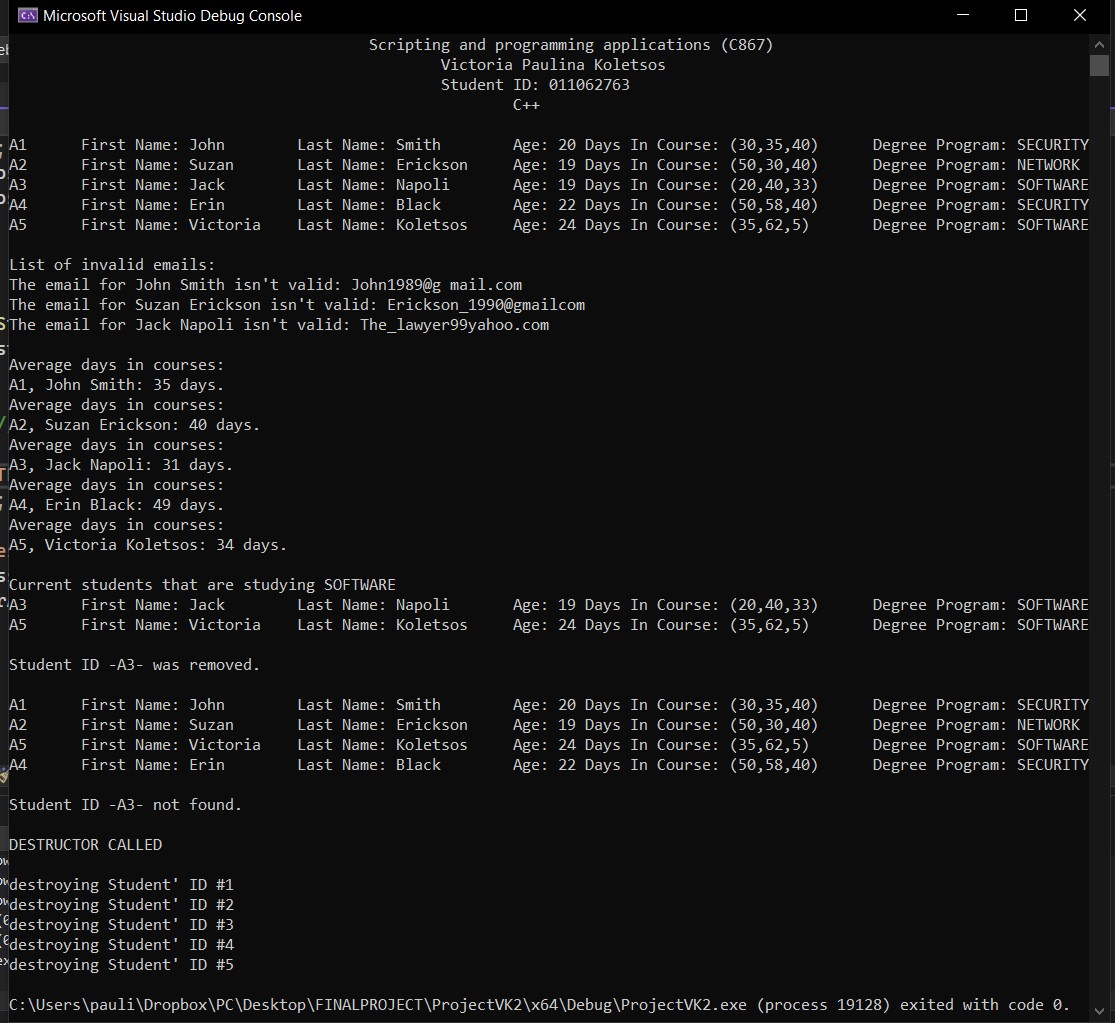 Microsoft Visual Studio Debug Console
Scripting and programming applications (C867)
Victoria Paulina Koletsos
Student ID: 011062763
C++
A1 First Name: John Last Name: Smith Age: 20 Days In Course: (30,35,40) Degree Program: SECURITY
A2 First Name: Suzan Last Name: Erickson Age: 19 Days In Course: (50,30,40) Degree Program: NETWORK
A3 First Name: Jack Last Name: Napoli Age: 19 Days In Course: (20,40,33) Degree Program: SOFTWARE
A4 First Name: Erin Last Name: Black Age: 22 Days In Course: (50,58,40) Degree Program: SECURITY
A5 First Name: Victoria Last Name: Koletsos Age: 24 Days In Course: (35,62,5) Degree Program: SOFTWARE
List of invalid emails:
The email for John Smith isn't valid: John1989@g mail.com
The email for Suzan Erickson isn't valid: Erickson_1990@gmailcom
The email for Jack Napoli isn't valid: The_lawyer99yahoo.com
Average days in courses:
A1, John Smith: 35 days.
Average days in courses:
A2, Suzan Erickson: 40 days.
Average days in courses:
A3, Jack Napoli: 31 days.
Average days in courses:
A4, Erin Black: 49 days.
Average days in courses:
A5, Victoria Koletsos: 34 days.
Current students that are studying SOFTWARE
A3 First Name: Jack Last Name: Napoli Age: 19 Days In Course: (20,40,33) Degree Program: SOFTWARE
A5 First Name: Victoria Last Name: Koletsos Age: 24 Days In Course: (35,62,5) Degree Program: SOFTWARE
Student ID -A3- was removed.
A1 First Name: John Last Name: Smith Age: 20 Days In Course: (30,35,40) Degree Program: SECURITY
A2 First Name: Suzan Last Name: Erickson Age: 19 Days In Course: (50,30,40) Degree Program: NETWORK
A5 First Name: Victoria Last Name: Koletsos Age: 24 Days In Course: (35,62,5) Degree Program: SOFTWARE
A4 First Name: Erin Last Name: Black Age: 22 Days In Course: (50,58,40) Degree Program: SECURITY
Student ID -A3- not found.
DESTRUCTOR CALLED
destroying Student' ID #1
destroying Student' ID #2
destroying Student' ID #3
destroying Student' ID #4
destroying Student' ID #5
C:\Users\pauli\Dropbox\PC\Desktop\FINALPROJECT\ProjectVK2\x64\Debug\ProjectVK2.exe (process 19128) exited with code 0.